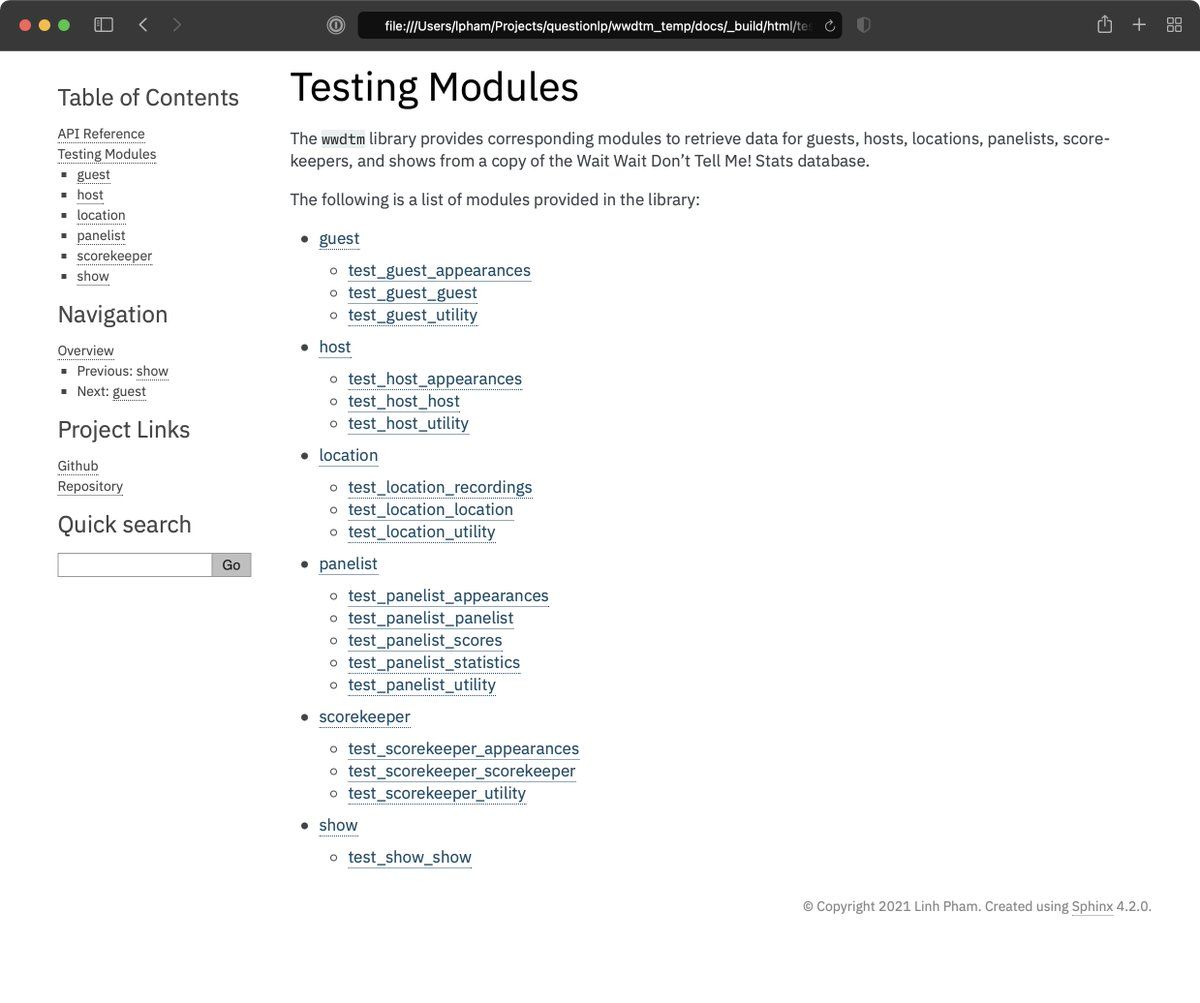 file:///Users/lpham/Projects/questionlp/wwdtm_temp/docs/_build/html/te
Table of Contents
API Reference
Testing Modules
guest
host
location
panelist
scorekeeper
show
Navigation
Overview
Previous: show
Next: guest
Project Links
Github
Repository
Quick search
Go
Testing Modules
The wwdtm library provides corresponding modules to retrieve data for guests, hosts, locations, panelists, score-
keepers, and shows from a copy of the Wait Wait Don’t Tell Me! Stats database.
The following is a list of modules provided in the library:
guest
test_guest_appearances
test_guest_guest
test_guest_utility
host
test_host_appearances
test_host_host
test_host_utility
location
test_location_recordings
test_location_location
test_location_utility
panelist
test_panelist_appearances
test_panelist_panelist
test_panelist_scores
test_panelist_statistics
test_panelist_utility
scorekeeper
test_scorekeeper_appearances
test_scorekeeper_scorekeeper
test_scorekeeper_utility
show
test_show_show
© Copyright 2021 Linh Pham. Created using Sphinx 4.2.0.